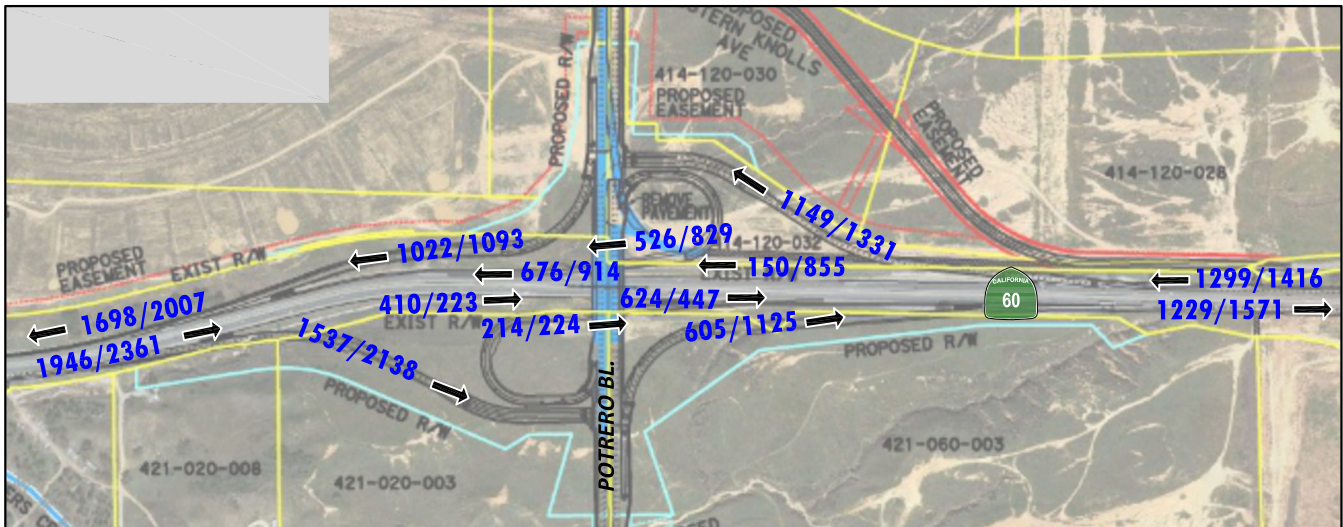 PROPOSED R/W
PROPOSED
STERN KNOLLS
AVE
414-120-030
PROPOSED
EASEMENT
PROPOSED
EASEMENT
414-120-028
REMOVE
PAVEMENT
1149/1331
414-120-032
526/829
1022/1093
PROPOSED
EASEMENT
EXIST R/W
676/914
150/855
CALIFORNIA
60
1299/1416
1229/1571
410/223
624/447
1698/2007
EXIST R/W
214/224
605/1125
1946/2361
1537/2138
PROPOSED R/W
PROPOSED R/W
POTRERO BL.
421-060-003
421-020-008
421-020-003